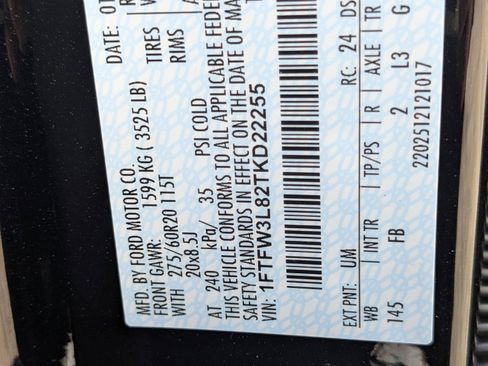 MFD. BY FORD MOTOR CO.
DATE: 01
FRONT GAWR: 1599 KG ( 3525 LB)
WITH 275/60R20 115T TIRES
20x8.5J RIMS
AT 240 kPa/ 35 PSI COLD
THIS VEHICLE CONFORMS TO ALL APPLICABLE FEDE
SAFETY STANDARDS IN EFFECT ON THE DATE OF MA
VIN: 1FTFW3L82TKD22255
EXT PNT: UM RC: 24 DS
WB INT TR TP/PS R AXLE TR
145 FB 2 L3 G
2202512121017